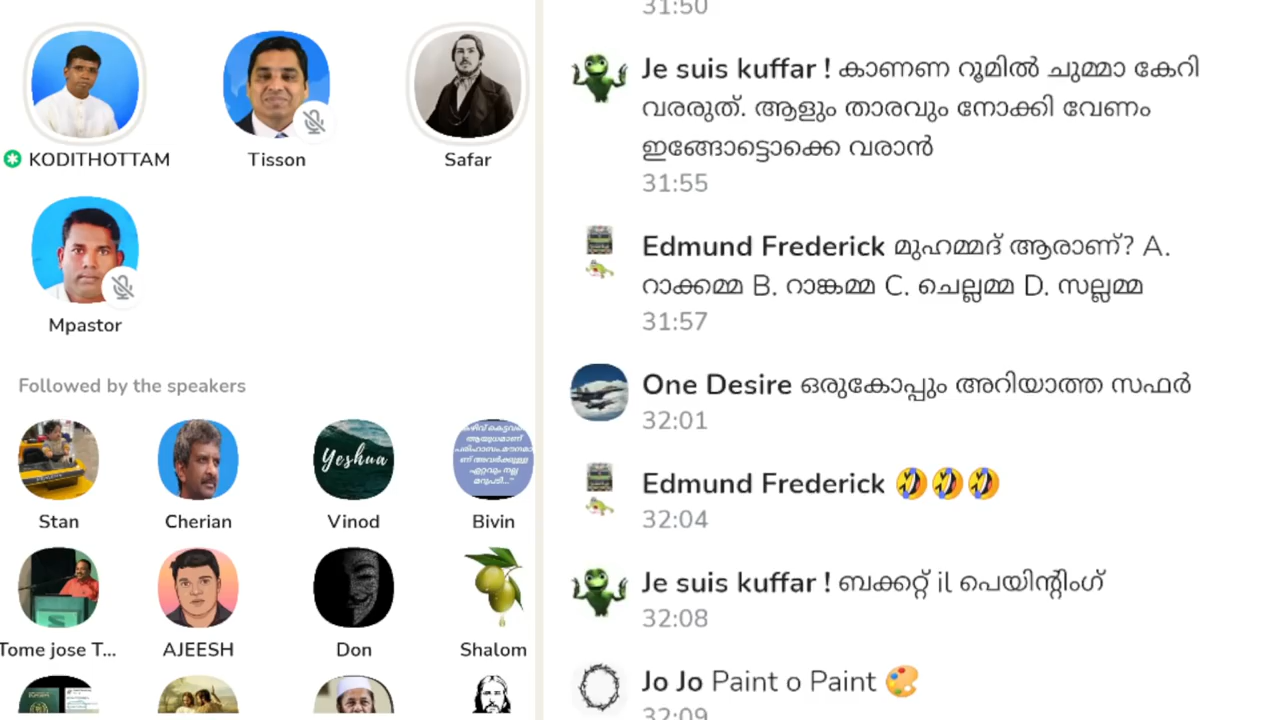 KODITHOTTAM
Tisson
Safar
Mpastor
Followed by the speakers
Yeshua
ആയുധമാണ്
Stan
Cherian
Vinod
Bivin
Tome jose T...
AJEESH
Don
Shalom
31:50
Je suis kuffar ! കാണണ റൂമിൽ ചുമ്മാ കേറി
വരരുത്. ആളും താരവും നോക്കി വേണം
ഇങ്ങോട്ടൊക്കെ വരാൻ
31:55
Edmund Frederick മുഹമ്മദ് ആരാണ്? A.
റാക്കമ്മ B. റാങ്കമ്മ C. ചെല്ലമ്മ D. സല്ലമ്മ
31:57
One Desire ഒരുകോപ്പും അറിയാത്ത സഫർ
32:01
Edmund Frederick 🤣🤣🤣
32:04
Je suis kuffar ! ബക്കറ്റ് il പെയിന്റിംഗ്
32:08
Jo Jo Paint o Paint 🎨
32:09